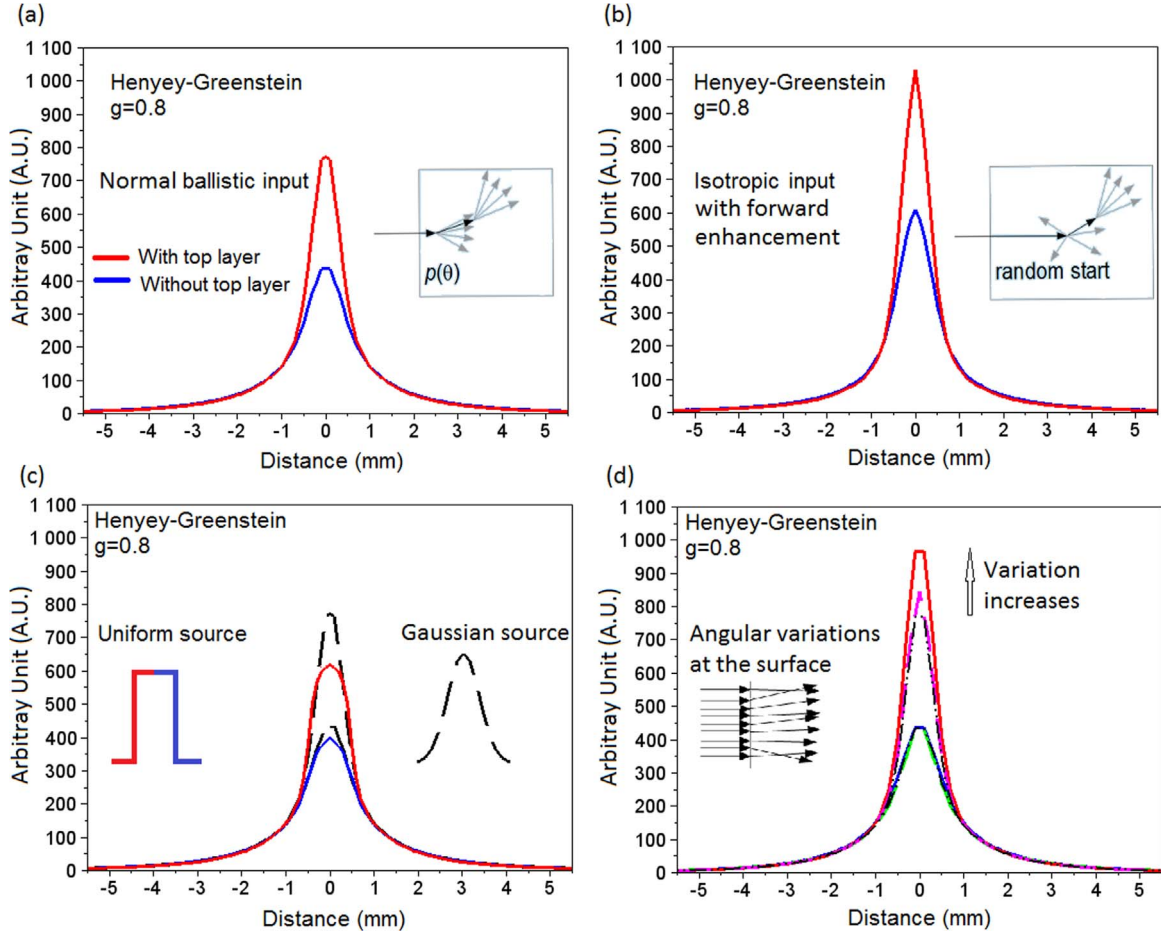 (a)
1 100
1 000
900
800
700
600
500
400
300
200
100
0
Arbitray Unit (A.U.)
Henyey-Greenstein
g=0.8
Normal ballistic input
With top layer
Without top layer
p(θ)
-5 -4 -3 -2 -1 0 1 2 3 4 5
Distance (mm)
(b)
1 100
1 000
900
800
700
600
500
400
300
200
100
0
Arbitray Unit (A.U.)
Henyey-Greenstein
g=0.8
Isotropic input
with forward
enhancement
random start
-5 -4 -3 -2 -1 0 1 2 3 4 5
Distance (mm)
(c)
1 100
1 000
900
800
700
600
500
400
300
200
100
0
Arbitray Unit (A.U.)
Henyey-Greenstein
g=0.8
Uniform source
Gaussian source
-5 -4 -3 -2 -1 0 1 2 3 4 5
Distance (mm)
(d)
1 100
1 000
900
800
700
600
500
400
300
200
100
0
Arbitray Unit (A.U.)
Henyey-Greenstein
g=0.8
Variation
increases
Angular variations
at the surface
-5 -4 -3 -2 -1 0 1 2 3 4 5
Distance (mm)